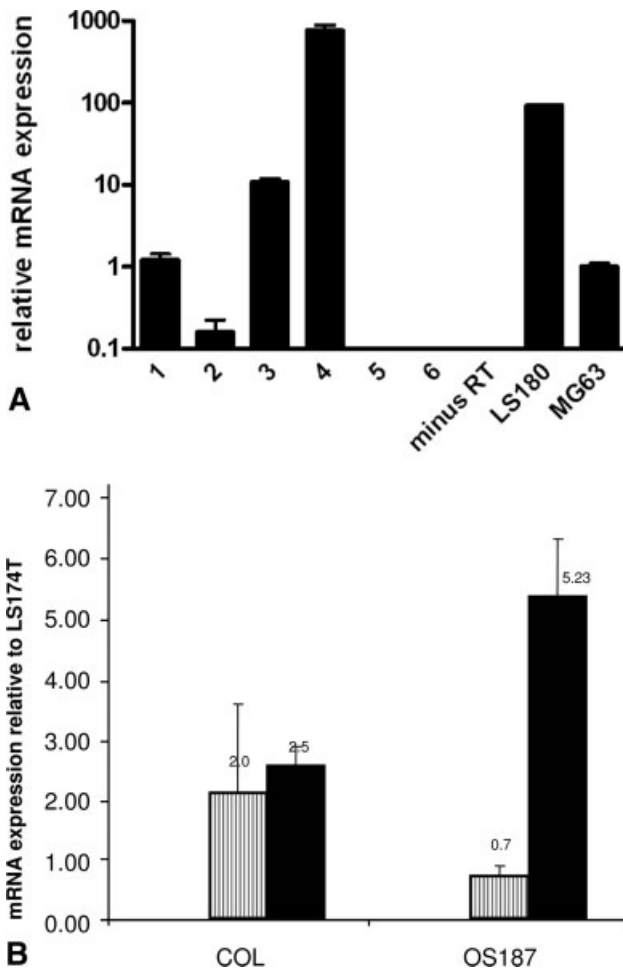 relative mRNA expression
1000
100
10
1
0.1
1 2 3 4 5 6 minus RT LS180 MG63
A
mRNA expression relative to LS174T
7.00
6.00
5.00
4.00
3.00
2.00
1.00
0.00
2.0
2.5
0.7
5.23
COL OS187
B